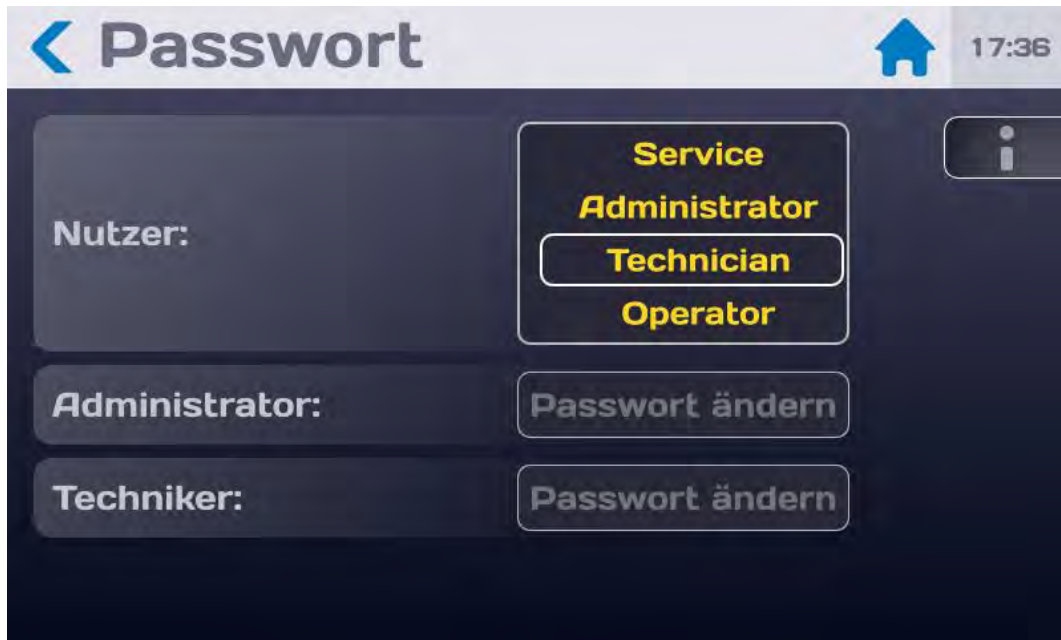 Passwort
17:36
Nutzer:
Service
Administrator
Technician
Operator
Administrator:
Passwort ändern
Techniker:
Passwort ändern